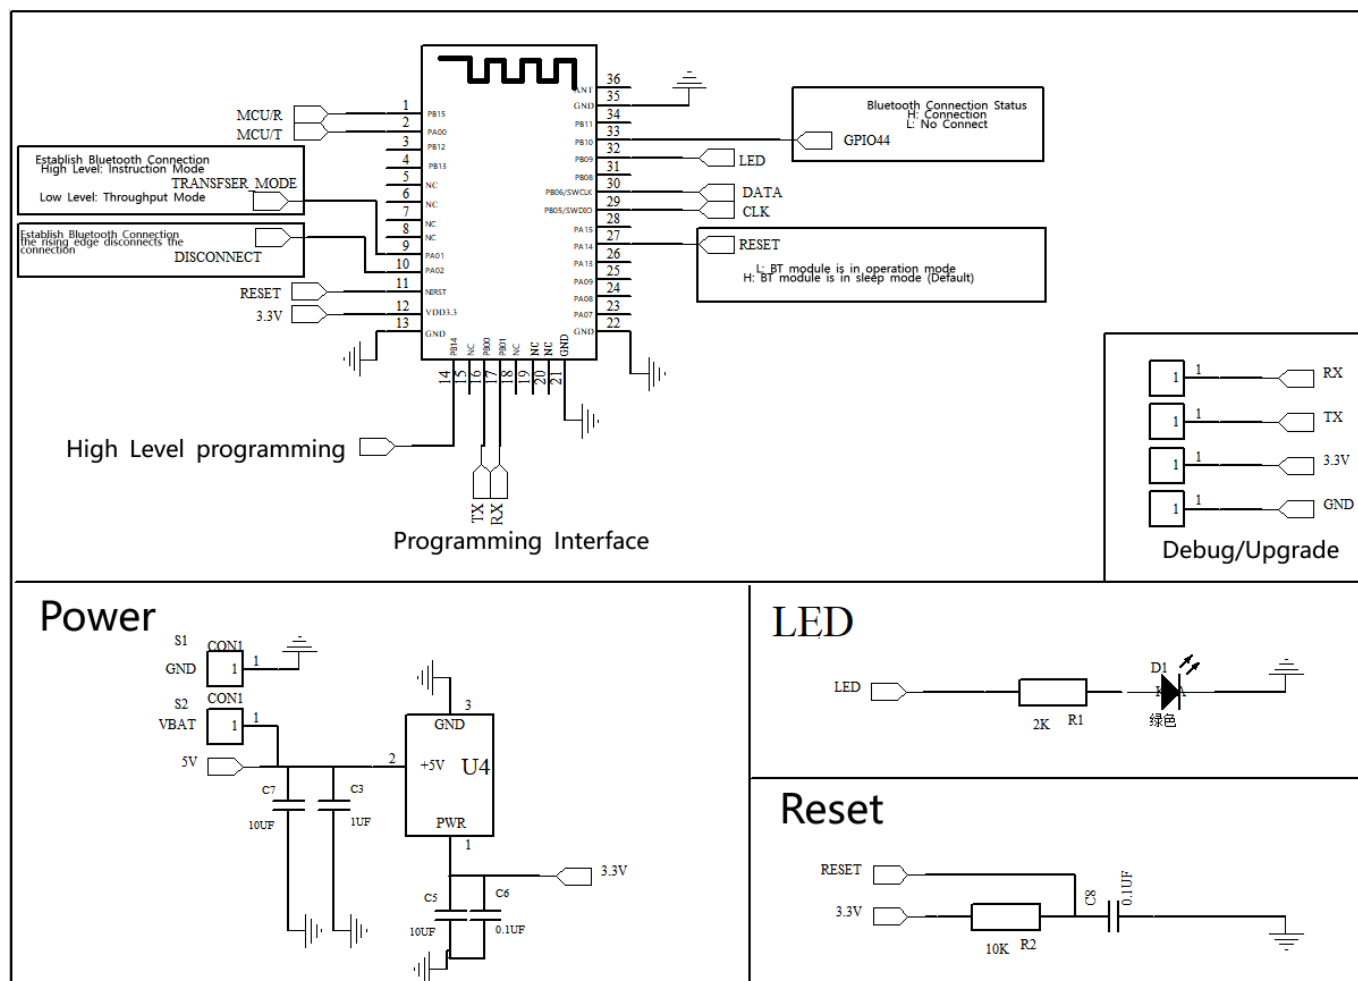 36
ANT
35
GND
1
PB15
MCU/R
34
PB11
2
PA00
MCU/T
33
PB10
GPIO44
Bluetooth Connection Status
H: Connection
L: No Connect
3
PB12
32
PB09
LED
4
PB13
31
PB08
Establish Bluetooth Connection
High Level: Instruction Mode
TRANSFSER_MODE
Low Level: Throughput Mode
5
NC
30
PB06/SWCLK
DATA
6
NC
29
PB05/SWDIO
CLK
7
NC
28
PA15
8
NC
27
PA14
RESET
L: BT module is in operation mode
H: BT module is in sleep mode (Default)
Establish Bluetooth Connection
the rising edge disconnects the
connection
DISCONNECT
9
PA01
26
PA13
10
PA02
25
PA09
RESET
11
NRST
24
PA08
3.3V
12
VDD3.3
23
PA07
13
GND
22
GND
PB14
NC
PB00
PB01
NC
NC
NC
GND
14
15
16
17
18
19
20
21
High Level programming
TX
RX
Programming Interface
1
1
RX
1
1
TX
1
1
3.3V
1
1
GND
Debug/Upgrade
Power
S1
CON1
GND
1
1
S2
CON1
VBAT
1
1
5V
2
+5V
U4
3
GND
PWR
1
C7
10UF
C3
1UF
3.3V
C5
10UF
C6
0.1UF
LED
LED
2K
R1
D1
K
A
绿色
Reset
RESET
3.3V
10K
R2
C8
0.1UF